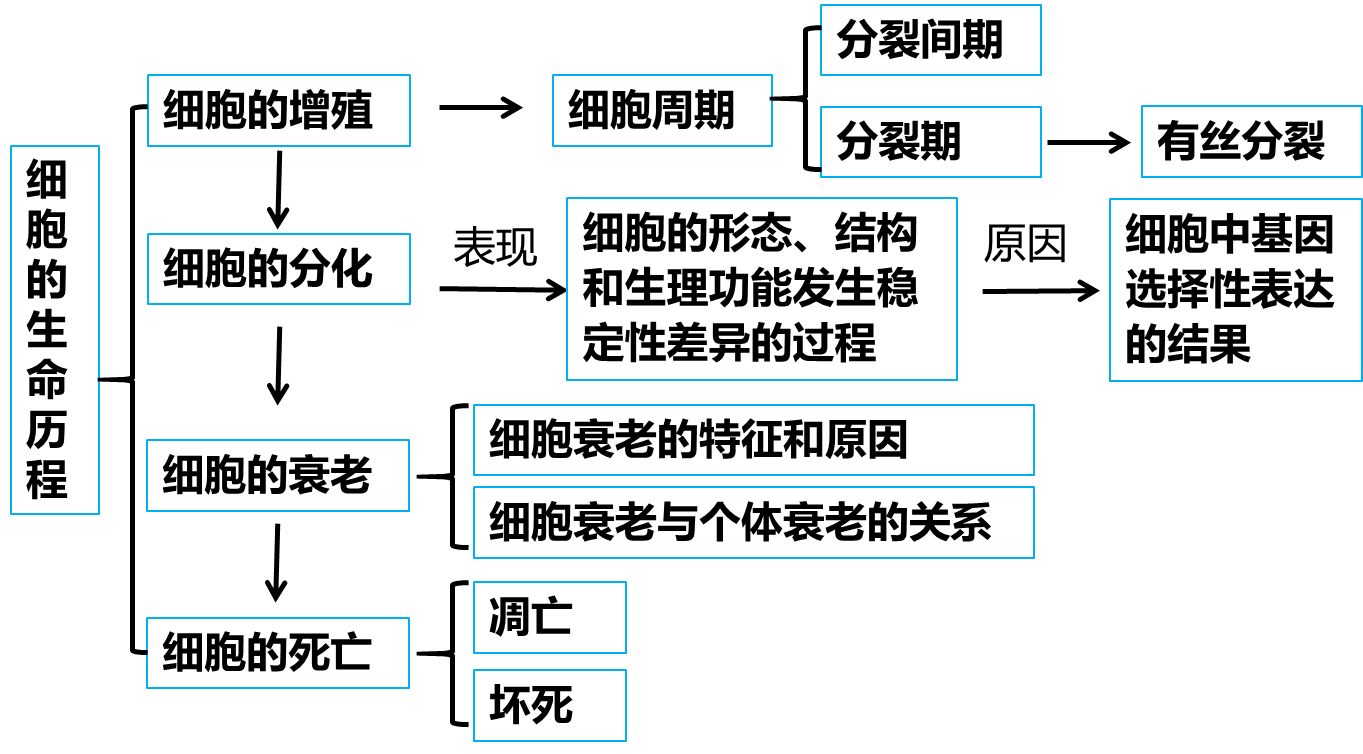 细胞的生命历程
细胞的增殖
细胞周期
分裂间期
分裂期
有丝分裂
细胞的分化
表现
细胞的形态、结构
和生理功能发生稳
定性差异的过程
原因
细胞中基因
选择性表达
的结果
细胞的衰老
细胞衰老的特征和原因
细胞衰老与个体衰老的关系
细胞的死亡
凋亡
坏死